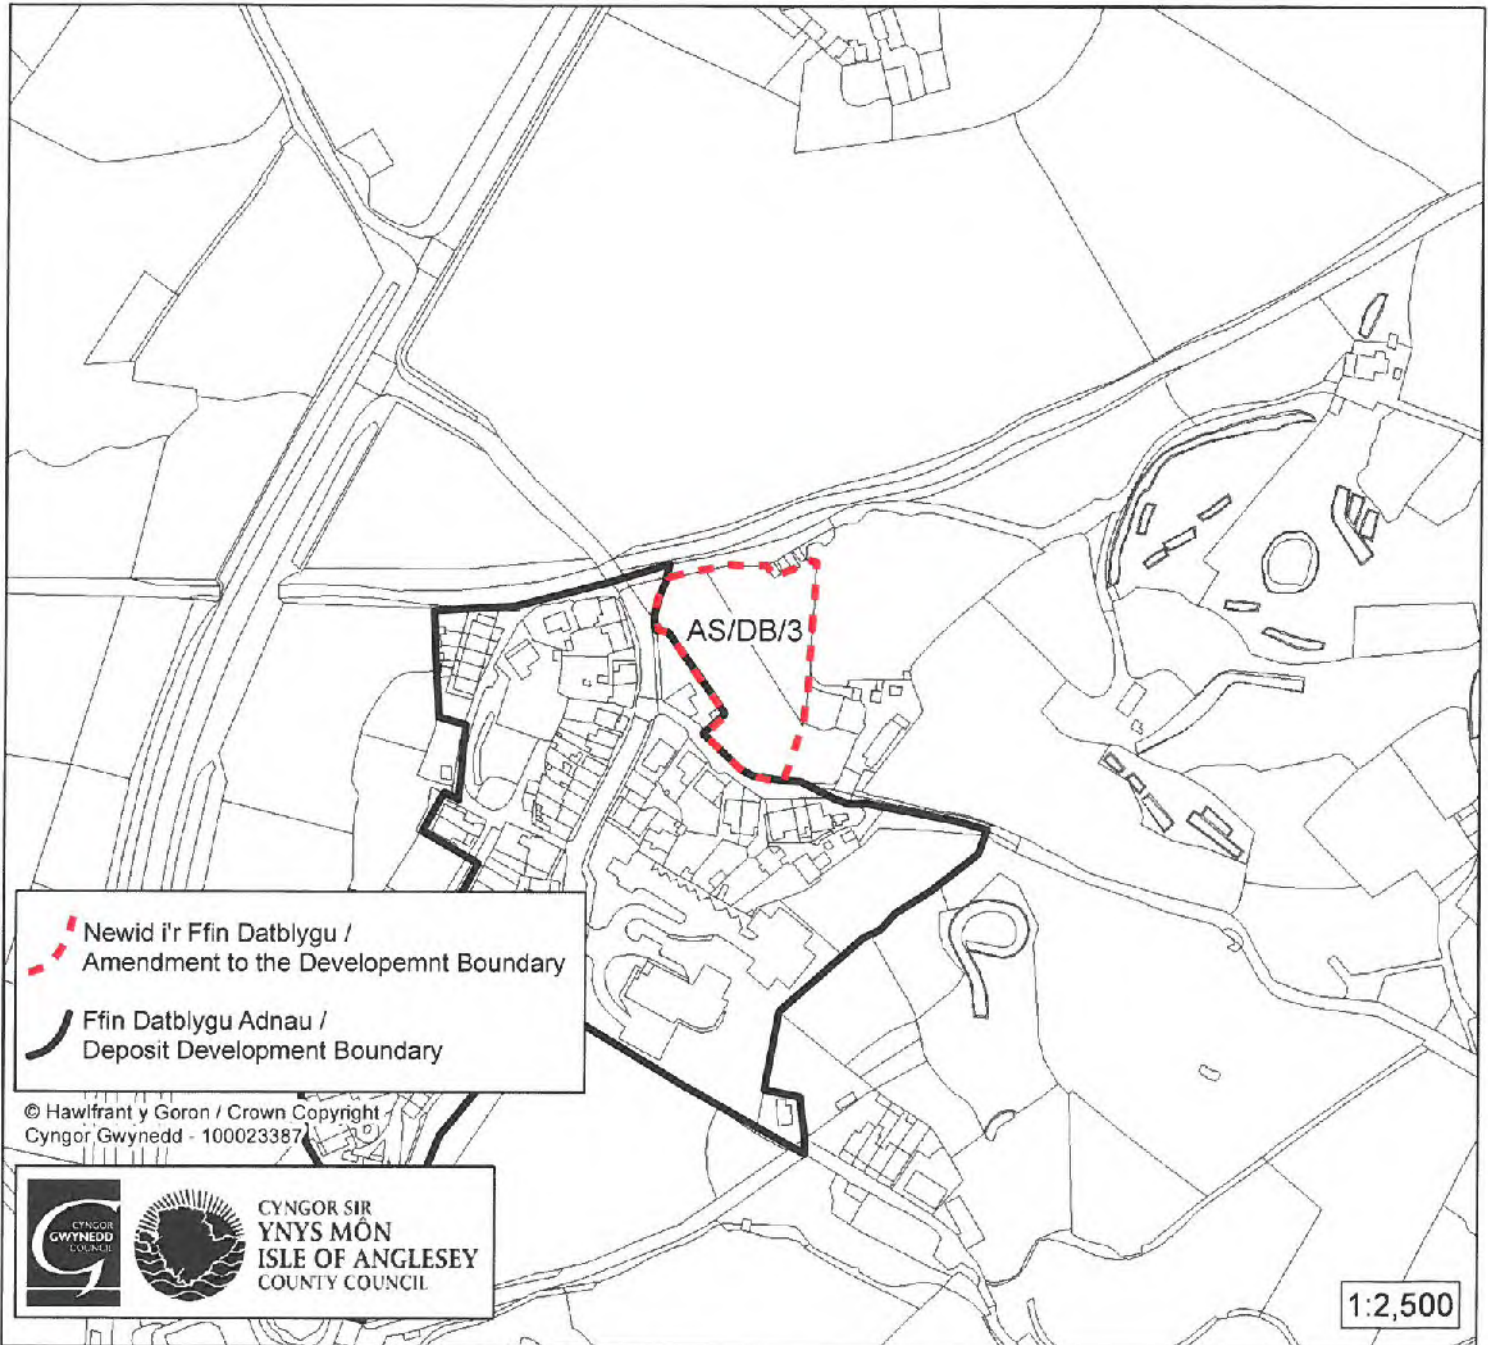 AS/DB/3
Newid i'r Ffin Datblygu /
Amendment to the Developemnt Boundary
Ffin Datblygu Adnau /
Deposit Development Boundary
© Hawlfrant y Goron / Crown Copyright
Cyngor Gwynedd - 100023387
CYNGOR
GWYNEDD
COUNCIL
CYNGOR SIR
YNYS MÔN
ISLE OF ANGLESEY
COUNTY COUNCIL
1:2,500